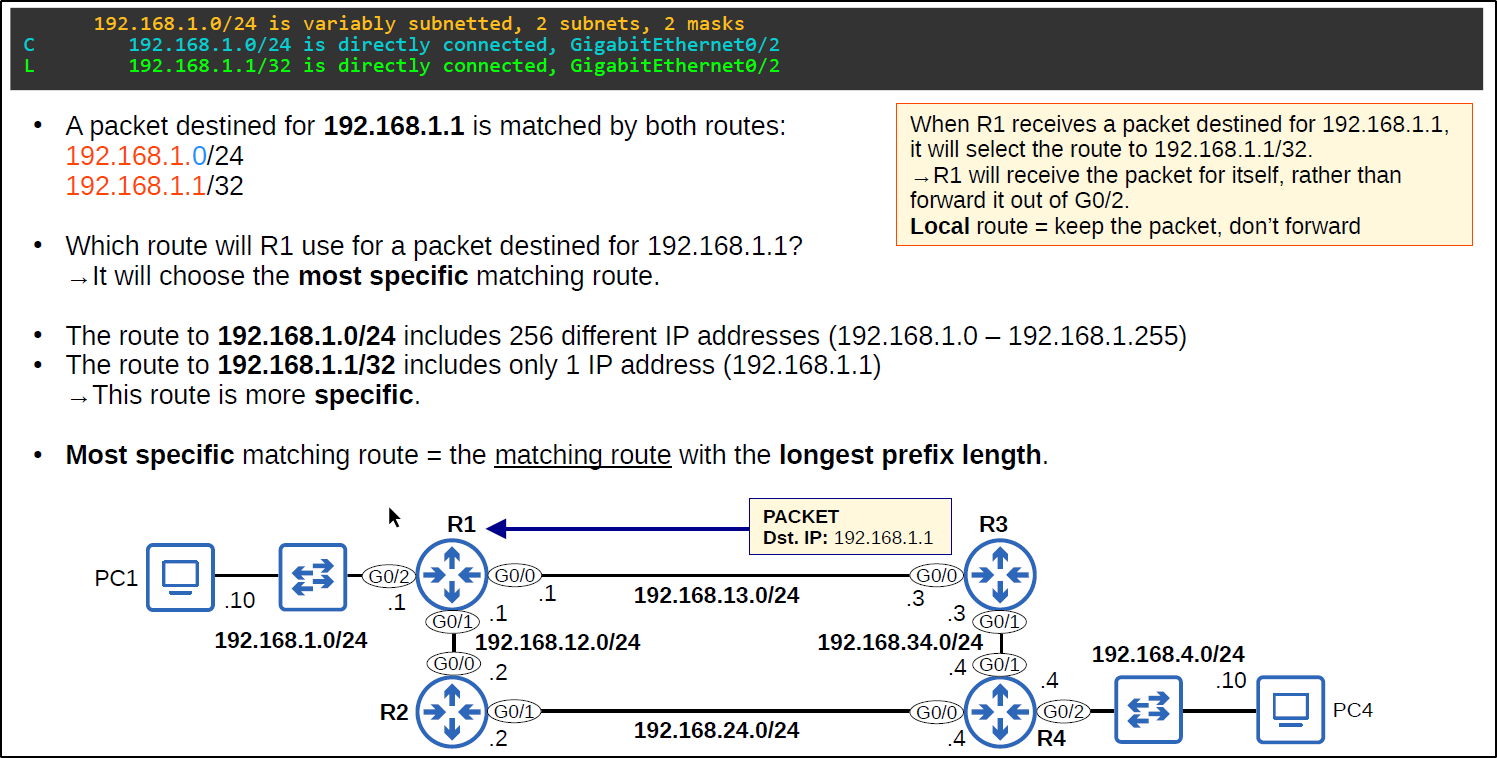 192.168.1.0/24 is variably subnetted, 2 subnets, 2 masks
C 192.168.1.0/24 is directly connected, GigabitEthernet0/2
L 192.168.1.1/32 is directly connected, GigabitEthernet0/2
• A packet destined for 192.168.1.1 is matched by both routes:
192.168.1.0/24
192.168.1.1/32
When R1 receives a packet destined for 192.168.1.1,
it will select the route to 192.168.1.1/32.
→R1 will receive the packet for itself, rather than
forward it out of G0/2.
Local route = keep the packet, don’t forward
• Which route will R1 use for a packet destined for 192.168.1.1?
→It will choose the most specific matching route.
• The route to 192.168.1.0/24 includes 256 different IP addresses (192.168.1.0 – 192.168.1.255)
• The route to 192.168.1.1/32 includes only 1 IP address (192.168.1.1)
→This route is more specific.
• Most specific matching route = the matching route with the longest prefix length.
PACKET
Dst. IP: 192.168.1.1
R1
R3
PC1
G0/2
G0/0
G0/0
.10
.1
.1
192.168.13.0/24
.3
.1
.3
G0/1
G0/1
192.168.1.0/24
192.168.12.0/24
192.168.34.0/24
192.168.4.0/24
G0/0
.2
.4
G0/1
.4
.10
R2
G0/1
G0/0
G0/2
PC4
.2
192.168.24.0/24
.4
R4